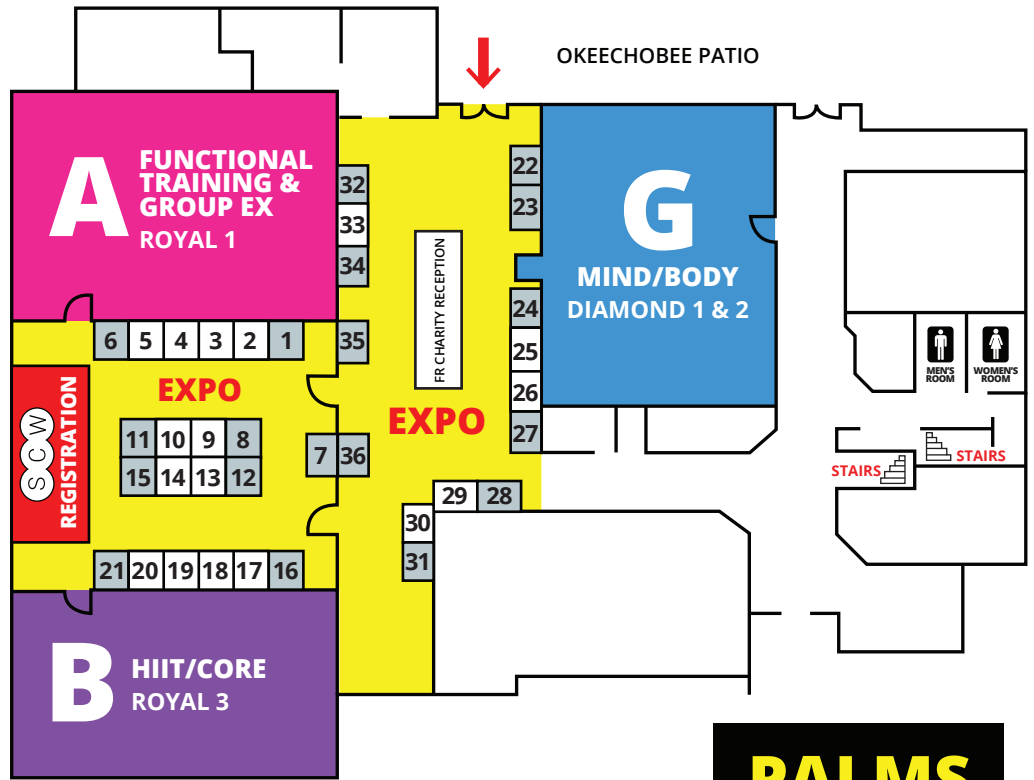 OKEECHOBEE PATIO
A
FUNCTIONAL
TRAINING &
GROUP EX
ROYAL 1
32
33
34
35
22
23
G
MIND/BODY
DIAMOND 1 & 2
FR CHARITY RECEPTION
24
25
26
27
6 5 4 3 2 1
EXPO
EXPO
SCW
REGISTRATION
11 10 9 8
15 14 13 12
7 36
MEN'S
ROOM
WOMEN'S
ROOM
STAIRS
STAIRS
29 28
30
31
21 20 19 18 17 16
B
HIIT/CORE
ROYAL 3
PALMS